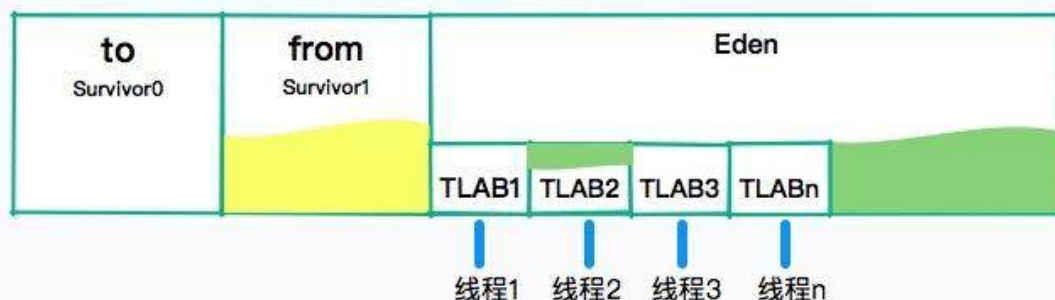 to
Survivor0
from
Survivor1
Eden
TLAB1
TLAB2
TLAB3
TLABn
线程1
线程2
线程3
线程n